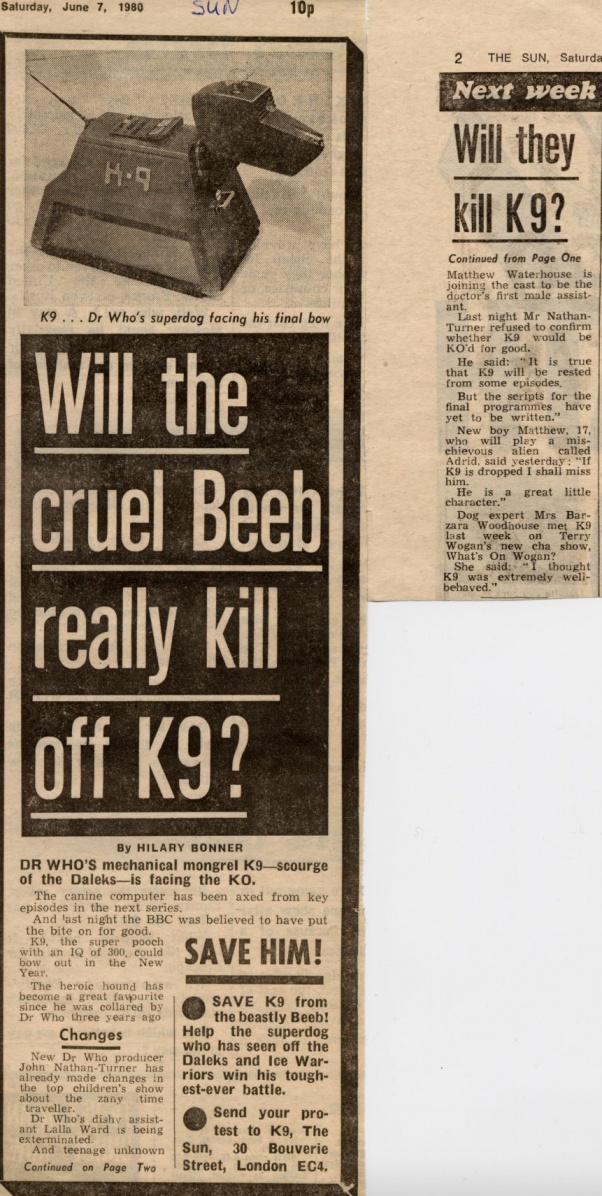 Saturday, June 7, 1980
SUN
10p
K·9
K9 . . . Dr Who's superdog facing his final bow
Will the
cruel Beeb
really kill
off K9?
By HILARY BONNER
DR WHO'S mechanical mongrel K9—scourge
of the Daleks—is facing the KO.
The canine computer has been axed from key
episodes in the next series.
And last night the BBC was believed to have put
the bite on for good.
K9, the super pooch
with an IQ of 300, could
bow out in the New
Year.
The heroic hound has
become a great favourite
since he was collared by
Dr Who three years ago
Changes
New Dr Who producer
John Nathan-Turner has
already made changes in
the top children's show
about the zany time
traveller.
Dr Who's dishy assist-
ant Lalla Ward is being
exterminated.
And teenage unknown
Continued on Page Two
SAVE HIM!
SAVE K9 from
the beastly Beeb!
Help the superdog
who has seen off the
Daleks and Ice War-
riors win his tough-
est-ever battle.
Send your pro-
test to K9, The
Sun, 30 Bouverie
Street, London EC4.
2 THE SUN, Saturda
Next week
Will they
kill K9?
Continued from Page One
Matthew Waterhouse is
joining the cast to be the
doctor's first male assist-
ant.
Last night Mr Nathan-
Turner refused to confirm
whether K9 would be
KO'd for good.
He said: "It is true
that K9 will be rested
from some episodes.
But the scripts for the
final programmes have
yet to be written."
New boy Matthew, 17,
who will play a mis-
chievous alien called
Adrid, said yesterday: "If
K9 is dropped I shall miss
him.
He is a great little
character."
Dog expert Mrs Bar-
zara Woodhouse met K9
last week on Terry
Wogan's new cha show,
What's On Wogan?
She said: "I thought
K9 was extremely well-
behaved."